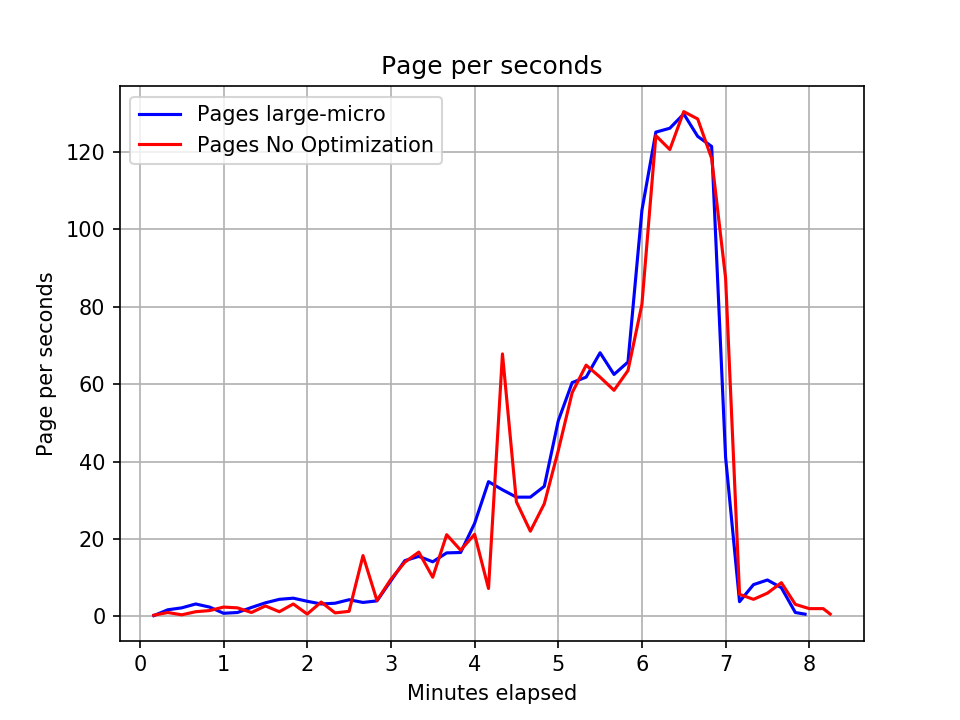 Page per seconds
Pages large-micro
Pages No Optimization
120
100
80
60
40
20
0
Page per seconds
0 1 2 3 4 5 6 7 8
Minutes elapsed